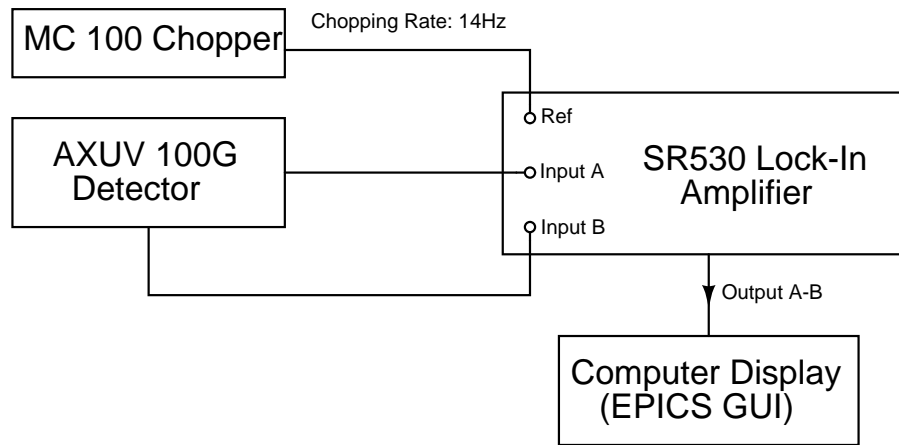 MC 100 Chopper
Chopping Rate: 14Hz
AXUV 100G
Detector
Ref
Input A
Input B
SR530 Lock-In
Amplifier
Output A-B
Computer Display
(EPICS GUI)